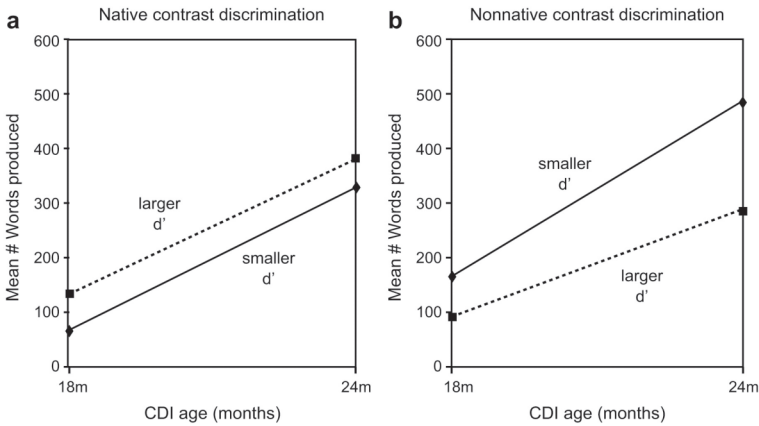 a
Native contrast discrimination
600
500
400
300
200
100
0
Mean # Words produced
larger
d'
smaller
d'
18m
24m
CDI age (months)
b
Nonnative contrast discrimination
600
500
400
300
200
100
0
Mean # Words produced
smaller
d'
larger
d'
18m
24m
CDI age (months)